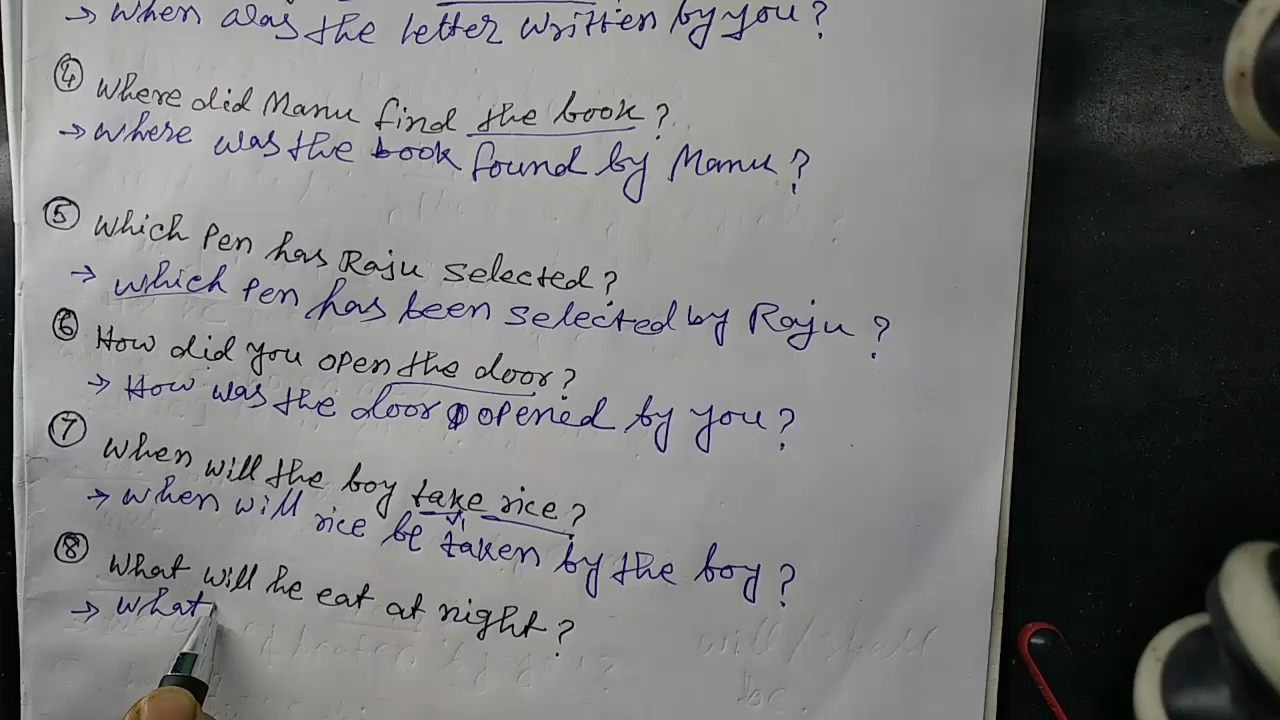 → When was the letter written by you?
④ Where did Manu find the book?
→ Where was the book found by Manu?
⑤ Which Pen has Raju selected?
→ Which Pen has been selected by Raju?
⑥ How did you open the door?
→ How was the door opened by you?
⑦ When will the boy take rice?
→ When will rice be taken by the boy?
⑧ What will he eat at night?
→ What